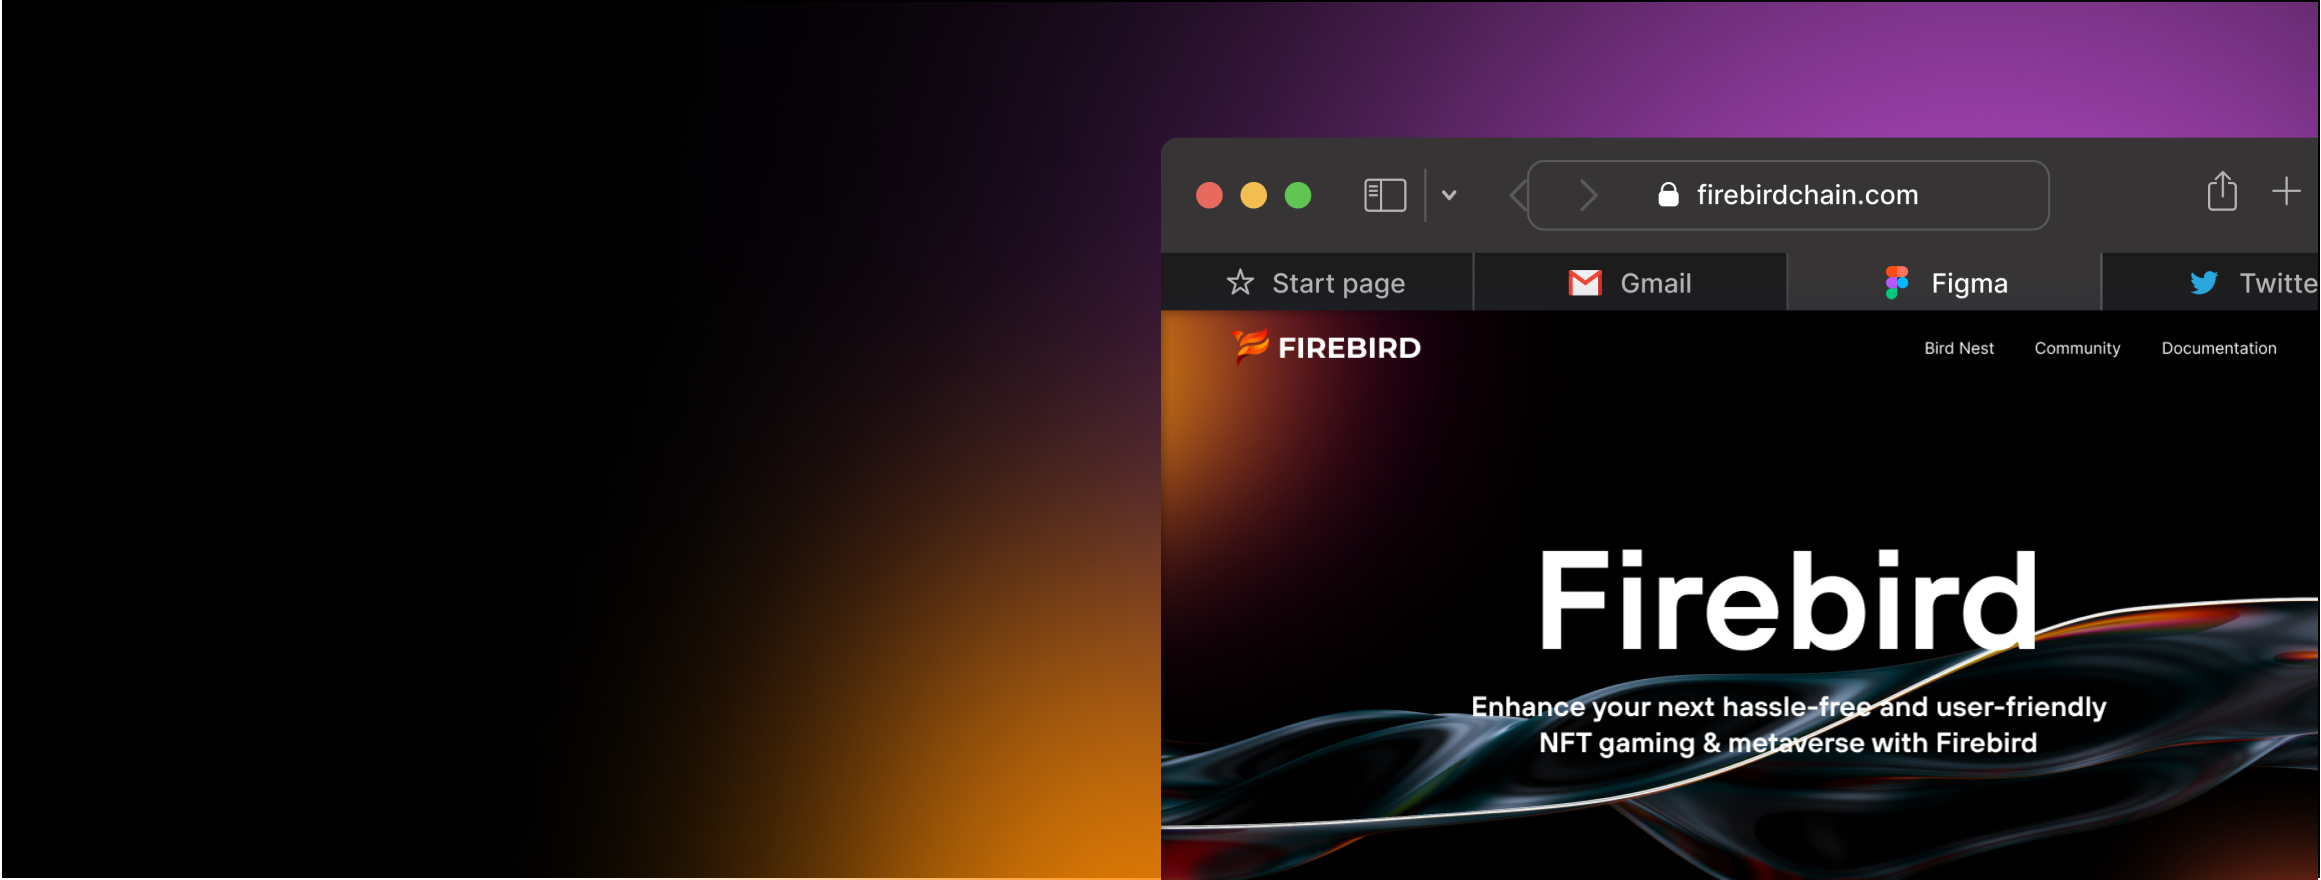 firebirdchain.com
Start page
Gmail
Figma
Twitte
FIREBIRD
Bird Nest
Community
Documentation
Firebird
Enhance your next hassle-free and user-friendly
NFT gaming & metaverse with Firebird